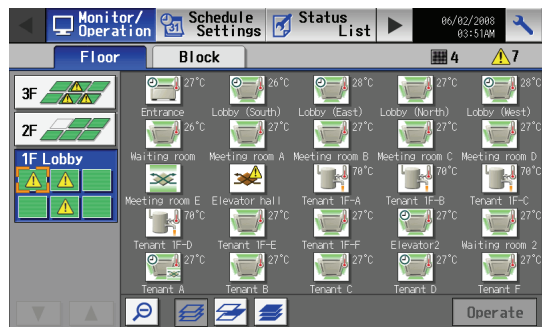 Monitor/ Operation
31
Schedule Settings
Status List
06/02/2008
03:51AM
Floor
Block
4
7
3F
2F
1F Lobby
27°C 26°C 28°C 27°C 28°C
Entrance Lobby (South) Lobby (East) Lobby (North) Lobby (West)
26°C 27°C 27°C 27°C 27°C
Waiting room Meeting room A Meeting room B Meeting room C Meeting room D
70°C 70°C 70°C
Meeting room E Elevator hall Tenant 1F-A Tenant 1F-B Tenant 1F-C
70°C 27°C 27°C 27°C 27°C
Tenant 1F-D Tenant 1F-E Tenant 1F-F Elevator2 Waiting room 2
27°C 27°C 27°C 27°C 27°C
Tenant A Tenant B Tenant C Tenant D Tenant F
Operate